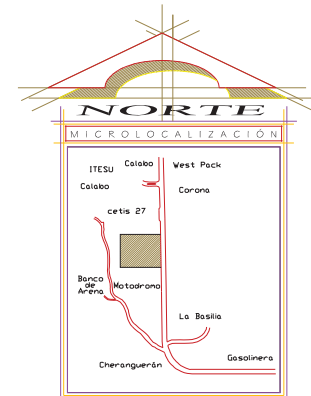 NORTE
MICROLOCALIZACIÓN
Calabo
West Pack
ITESU
Calabo
Corona
cetis 27
Banco
de
Arena
Motodromo
La Basilia
Gasolinera
Cheranguerán